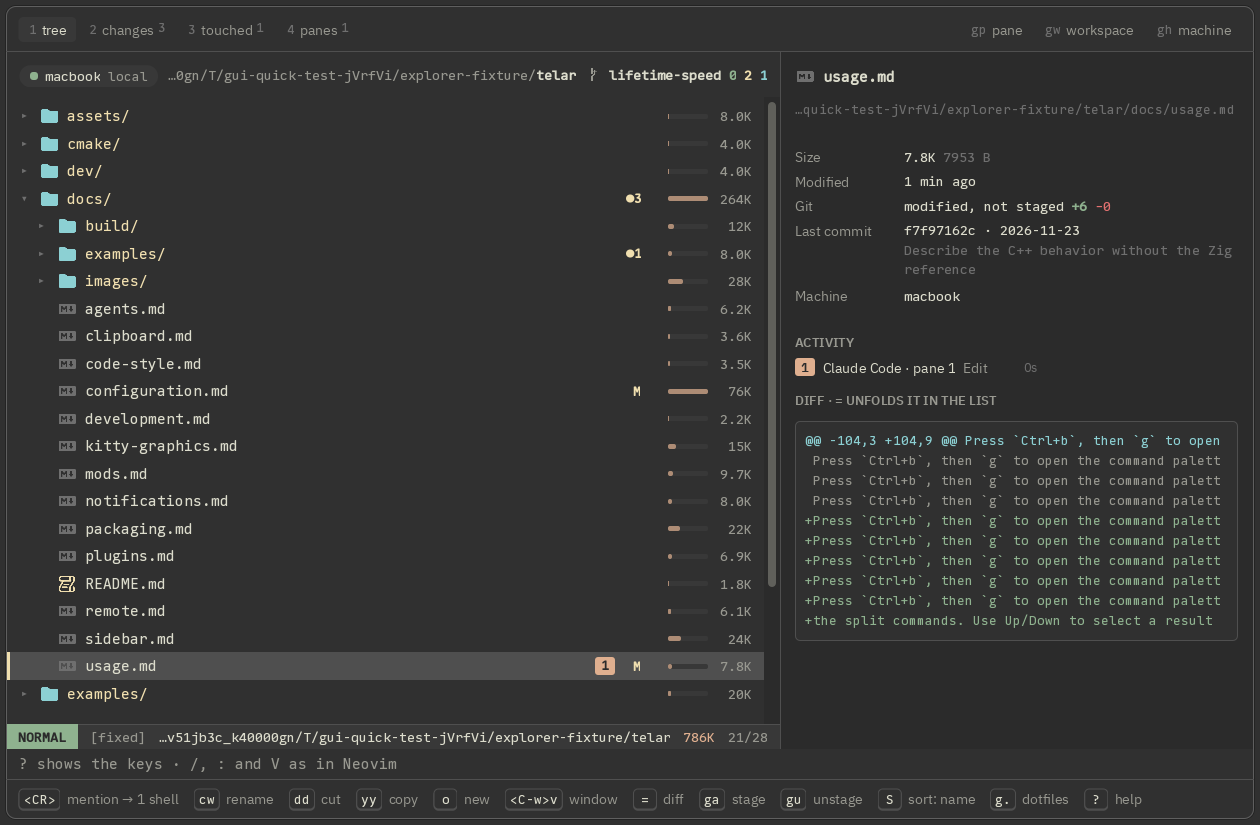 1 tree 2 changes 3 3 touched 1 4 panes 1 gp pane gw workspace gh machine
macbook local …0gn/T/gui-quick-test-jVrfVi/explorer-fixture/telar lifetime-speed 0 2 1
assets/ 8.0K
cmake/ 4.0K
dev/ 4.0K
docs/ ●3 264K
build/ 12K
examples/ ●1 8.0K
images/ 28K
agents.md 6.2K
clipboard.md 3.6K
code-style.md 3.5K
configuration.md M 76K
development.md 2.2K
kitty-graphics.md 15K
mods.md 9.7K
notifications.md 8.0K
packaging.md 22K
plugins.md 6.9K
README.md 1.8K
remote.md 6.1K
sidebar.md 24K
usage.md 1 M 7.8K
examples/ 20K
NORMAL [fixed] …v51jb3c_k40000gn/T/gui-quick-test-jVrfVi/explorer-fixture/telar 786K 21/28
usage.md
…quick-test-jVrfVi/explorer-fixture/telar/docs/usage.md
Size 7.8K 7953 B
Modified 1 min ago
Git modified, not staged +6 -0
Last commit f7f97162c · 2026-11-23
Describe the C++ behavior without the Zig
reference
Machine macbook
ACTIVITY
1 Claude Code · pane 1 Edit 0s
DIFF · = UNFOLDS IT IN THE LIST
@@ -104,3 +104,9 @@ Press `Ctrl+b`, then `g` to open
Press `Ctrl+b`, then `g` to open the command palett
Press `Ctrl+b`, then `g` to open the command palett
Press `Ctrl+b`, then `g` to open the command palett
+Press `Ctrl+b`, then `g` to open the command palett
+Press `Ctrl+b`, then `g` to open the command palett
+Press `Ctrl+b`, then `g` to open the command palett
+Press `Ctrl+b`, then `g` to open the command palett
+Press `Ctrl+b`, then `g` to open the command palett
+the split commands. Use Up/Down to select a result
? shows the keys · /, : and V as in Neovim
<CR> mention → 1 shell cw rename dd cut yy copy o new <C-w>v window = diff ga stage gu unstage S sort: name g. dotfiles ? help